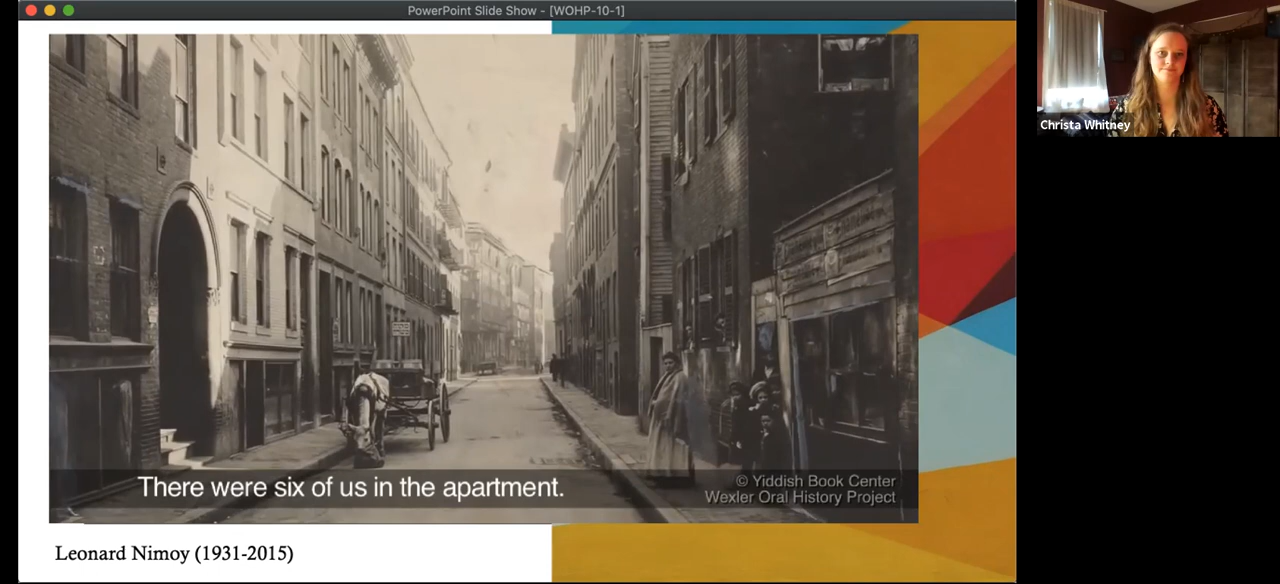 PowerPoint Slide Show - [WOHP-10-1]
Christa Whitney
There were six of us in the apartment.
© Yiddish Book Center
Wexler Oral History Project
Leonard Nimoy (1931-2015)